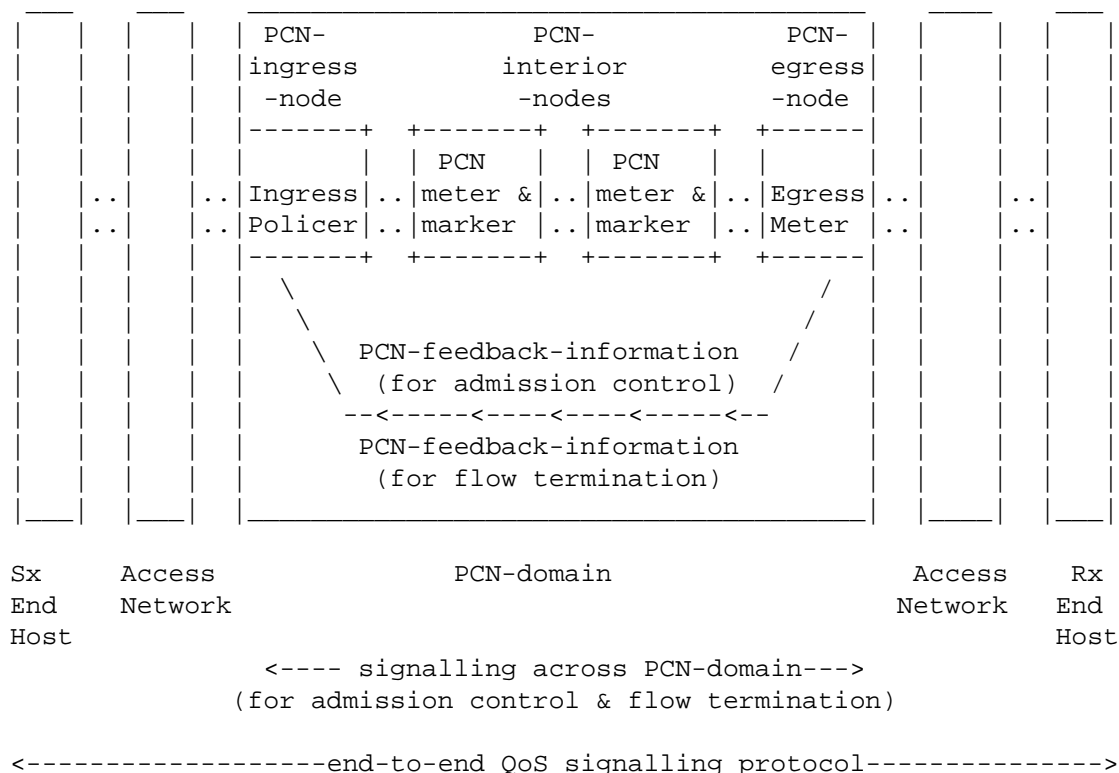 PCN- PCN- PCN-
ingress interior egress
-node -nodes -node
PCN PCN
Ingress meter & meter & Egress
Policer marker marker Meter
PCN-feedback-information
(for admission control)
PCN-feedback-information
(for flow termination)
Sx Access PCN-domain Access Rx
End Network Network End
Host Host
<---- signalling across PCN-domain--->
(for admission control & flow termination)
<--------------------end-to-end QoS signalling protocol--------------->